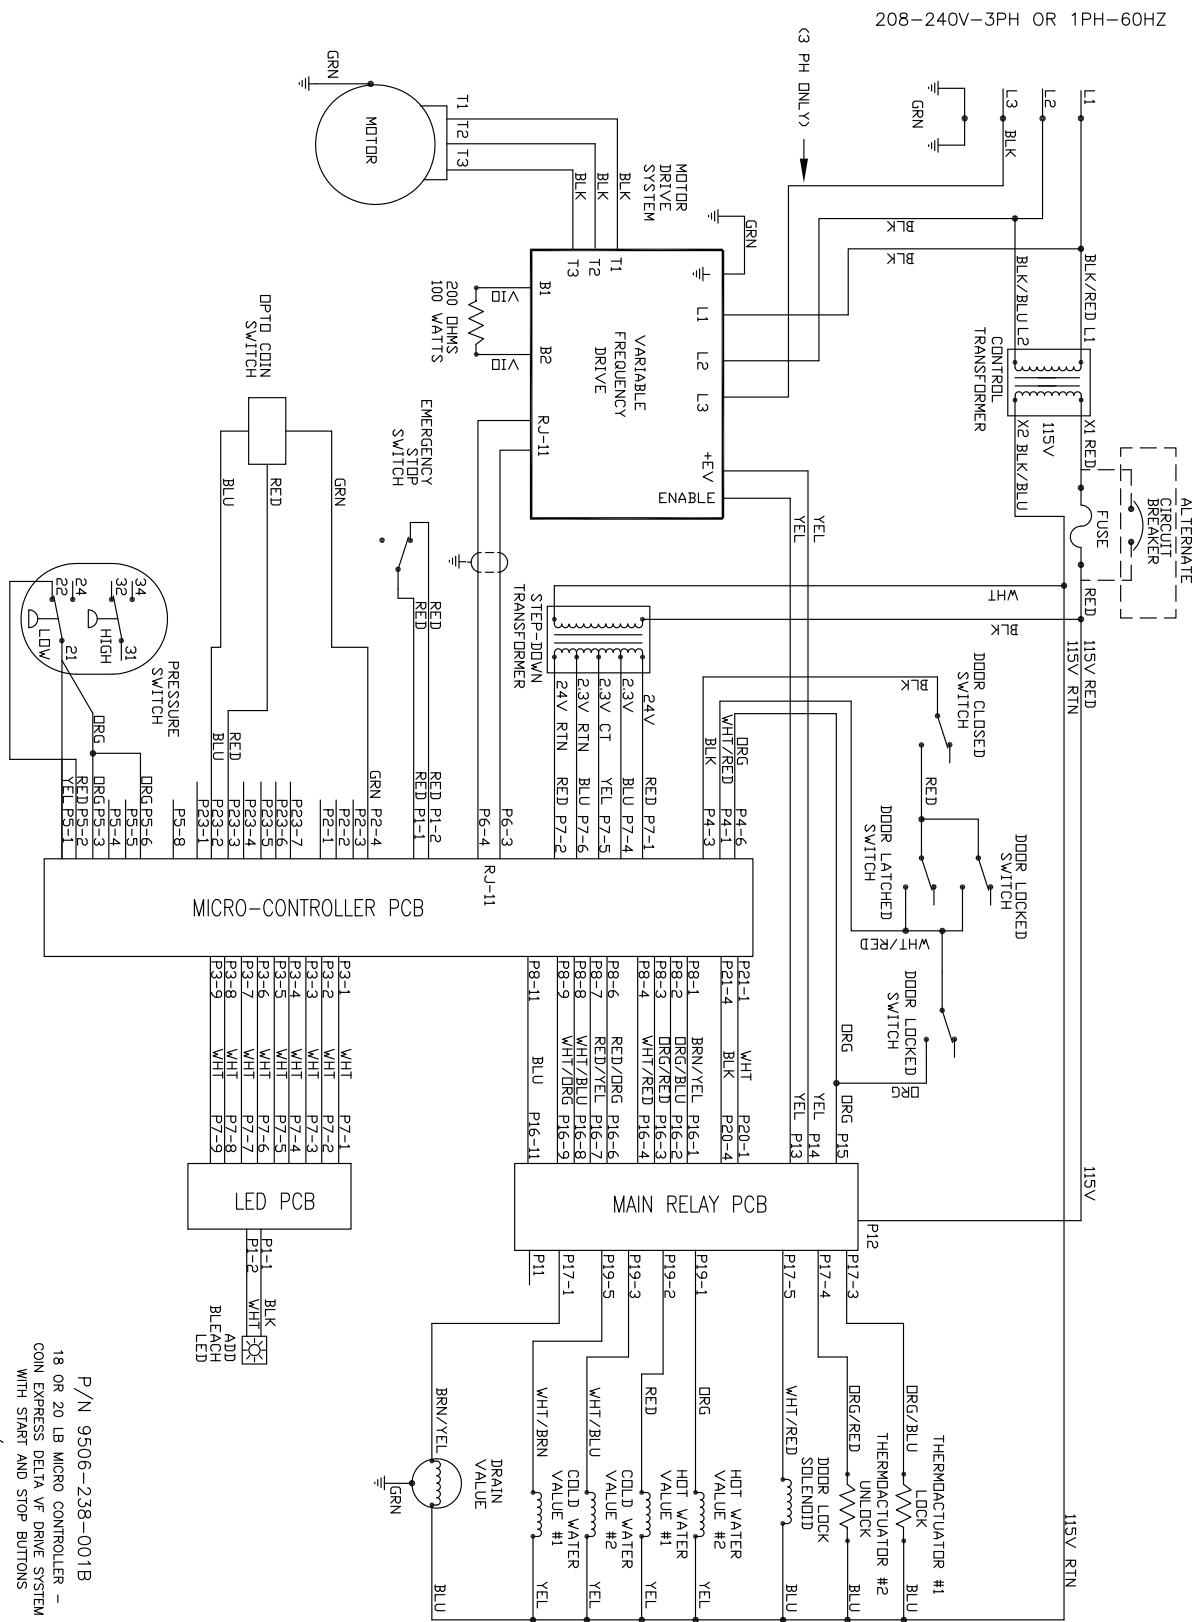 208-240V-3PH OR 1PH-60HZ
L1
L2
L3
BLK
GRN
(3 PH ONLY)
GRN
MOTOR
T1
T2
T3
BLK
BLK
BLK
MOTOR
DRIVE
SYSTEM
GRN
BLK
BLK
BLK/RED L1
BLK/BLU L2
CONTROL
TRANSFORMER
X1 RED
115V
X2 BLK/BLU
FUSE
ALTERNATE
CIRCUIT
BREAKER
RED
115V RED
115V RTN
WHT
BLK
T1
T2
T3
B1
B2
RJ-11
VARIABLE
FREQUENCY
DRIVE
L1
L2
L3
+EV
ENABLE
VIO
VIO
200 OHMS
100 WATTS
YEL
YEL
OPTO COIN
SWITCH
BLU
RED
GRN
EMERGENCY
STOP
SWITCH
RED
RED
STEP-DOWN
TRANSFORMER
24V
2.3V
2.3V CT
2.3V RTN
24V RTN
34
32
24
22
31
HIGH
21
LOW
PRESSURE
SWITCH
DOOR CLOSED
SWITCH
BLK
RED
DOOR LOCKED
SWITCH
DOOR LATCHED
SWITCH
WHT/RED
DOOR LOCKED
SWITCH
ORG
ORG
ORG
WHT/RED
BLK
ORG
YEL P5-1
RED P5-2
ORG P5-3
P5-4
P5-5
ORG P5-6
P5-8
P23-1
BLU
P23-2
RED
P23-3
P23-4
P23-5
P23-6
P23-7
P2-1
P2-2
P2-3
GRN P2-4
RED P1-1
RED P1-2
P6-4
P6-3
RED P7-2
BLU P7-6
YEL P7-5
BLU P7-4
RED P7-1
P4-3
P4-1
P4-6
RJ-11
MICRO-CONTROLLER PCB
P3-9 WHT P7-9
P3-8 WHT P7-8
P3-7 WHT P7-7
P3-6 WHT P7-6
P3-5 WHT P7-5
P3-4 WHT P7-4
P3-3 WHT P7-3
P3-2 WHT P7-2
P3-1 WHT P7-1
P8-11 BLU P16-11
P8-9 WHT/ORG P16-9
P8-8 WHT/BLU P16-8
P8-7 RED/YEL P16-7
P8-6 RED/ORG P16-6
P8-4 WHT/RED P16-4
P8-3 ORG/RED P16-3
P8-2 ORG/BLU P16-2
P8-1 BRN/YEL P16-1
P21-4 BLK P20-4
P21-1 WHT P20-1
YEL P13
YEL P14
ORG P15
115V
LED PCB
MAIN RELAY PCB
P12
P1-1 BLK
P1-2 WHT
ADD
BLEACH
LED
P11
P17-1
P19-5
P19-3
P19-2
P19-1
P17-5
P17-4
P17-3
BRN/YEL
DRAIN
VALUE
GRN
BLU
WHT/BRN
COLD WATER
VALUE #1
YEL
WHT/BLU
COLD WATER
VALUE #2
YEL
RED
HOT WATER
VALUE #1
YEL
ORG
HOT WATER
VALUE #2
YEL
WHT/RED
DOOR LOCK
SOLENOID
BLU
ORG/RED
THERMOACTUATOR #2
UNLOCK
BLU
ORG/BLU
THERMOACTUATOR #1
LOCK
BLU
115V RTN
P/N 9506-238-001B
18 OR 20 LB MICRO CONTROLLER -
COIN EXPRESS DELTA VF DRIVE SYSTEM
WITH START AND STOP BUTTONS